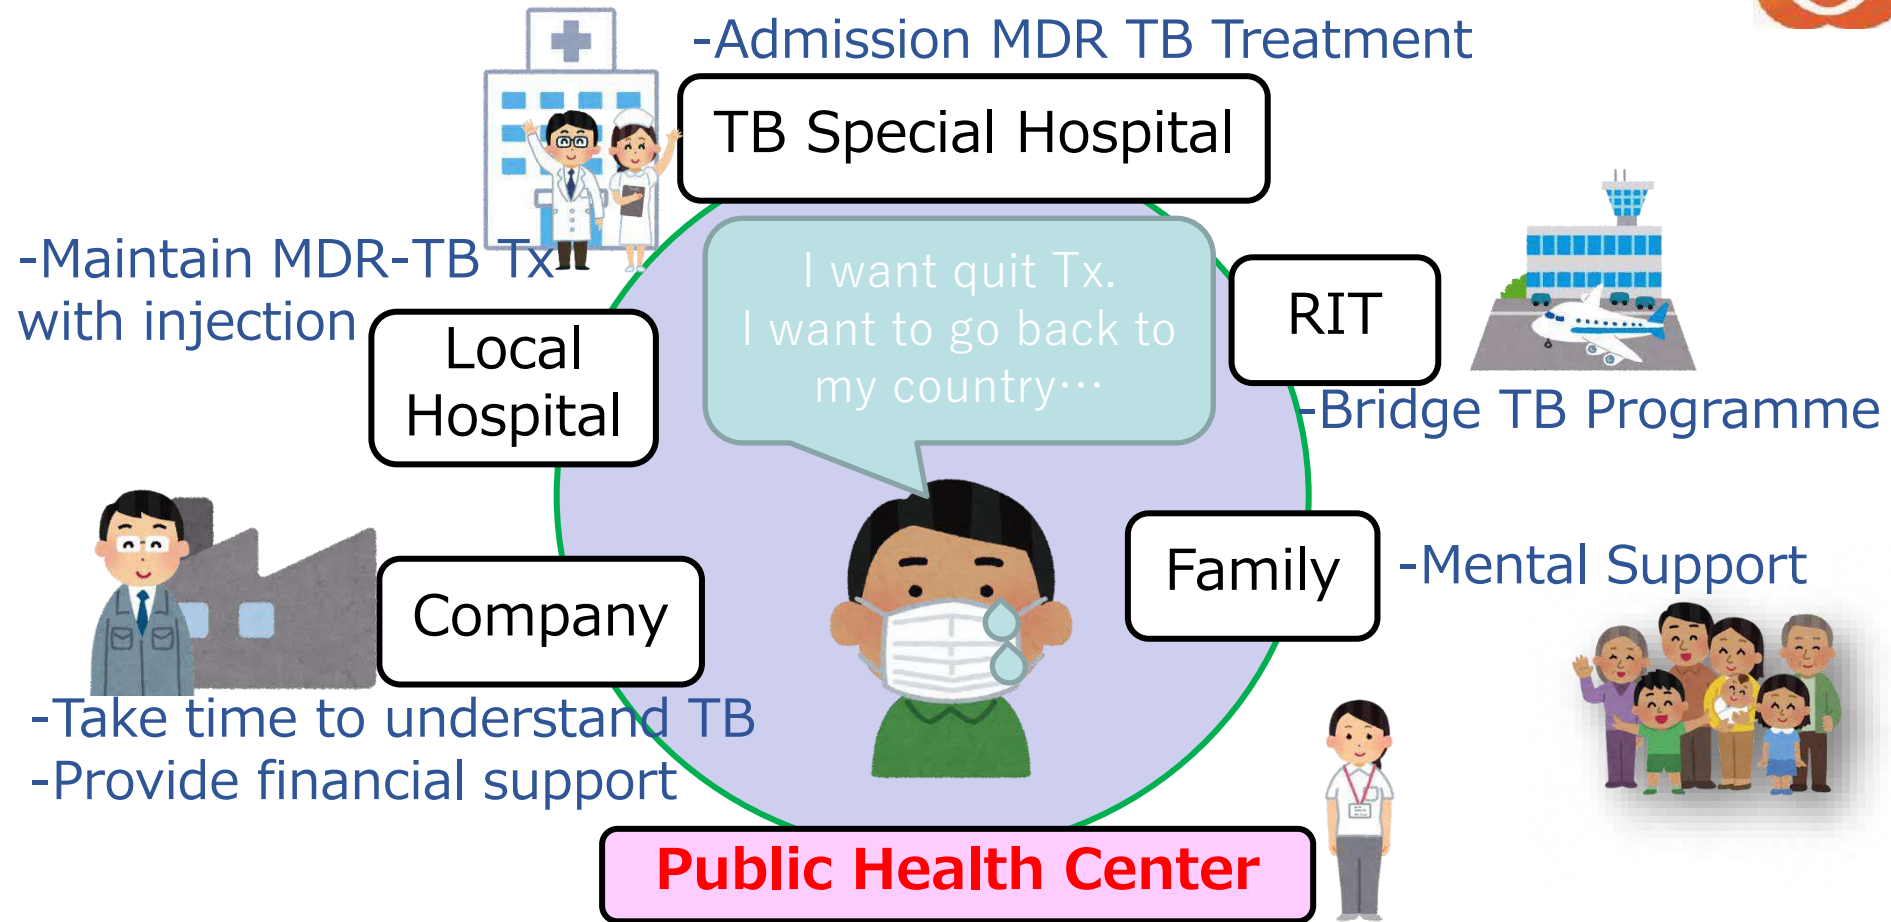 -Admission MDR TB Treatment
TB Special Hospital
-Maintain MDR-TB Tx
with injection
Local
Hospital
I want quit Tx.
I want to go back to
my country…
RIT
-Bridge TB Programme
Company
-Take time to understand TB
-Provide financial support
Family
-Mental Support
Public Health Center